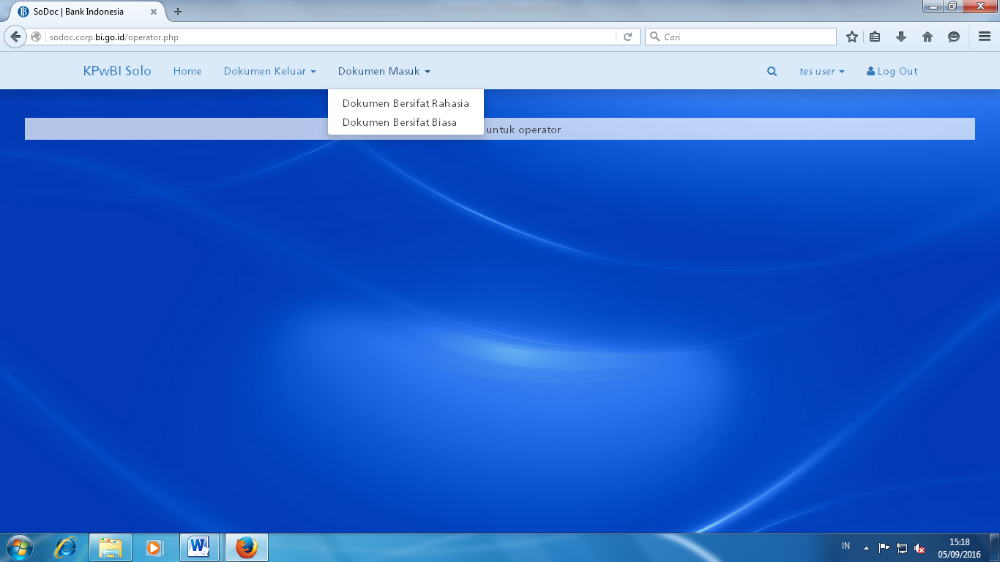 SoDoc | Bank Indonesia
sodoc.corp.bi.go.id/operator.php
Cari
KPwBI Solo
Home
Dokumen Keluar
Dokumen Masuk
tes user
Log Out
Dokumen Bersifat Rahasia
Dokumen Bersifat Biasa
untuk operator
IN
15:18
05/09/2016